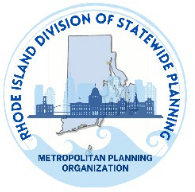 RHODE ISLAND DIVISION OF STATEWIDE PLANNING
METROPOLITAN PLANNING
ORGANIZATION